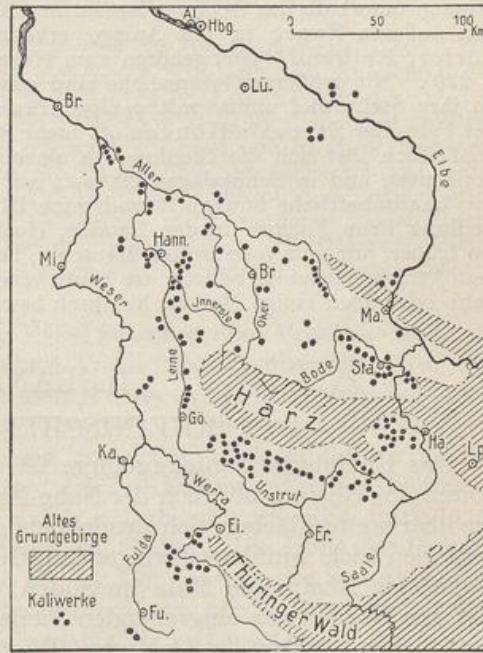 Al
Hbg.
0 50 100
Km
Lü.
Br.
Elbe
Aller
Hann.
Mi
Weser
Br
Innerste
Oker
Ma.
Leine
Bode
Sta.
Harz
Gö.
Ha.
Lp
Ka.
Werra
Unstrut
Altes
Grundgebirge
Ei.
Er.
Saale
Fulda
Kaliwerke
Thüringer Wald
Fu.